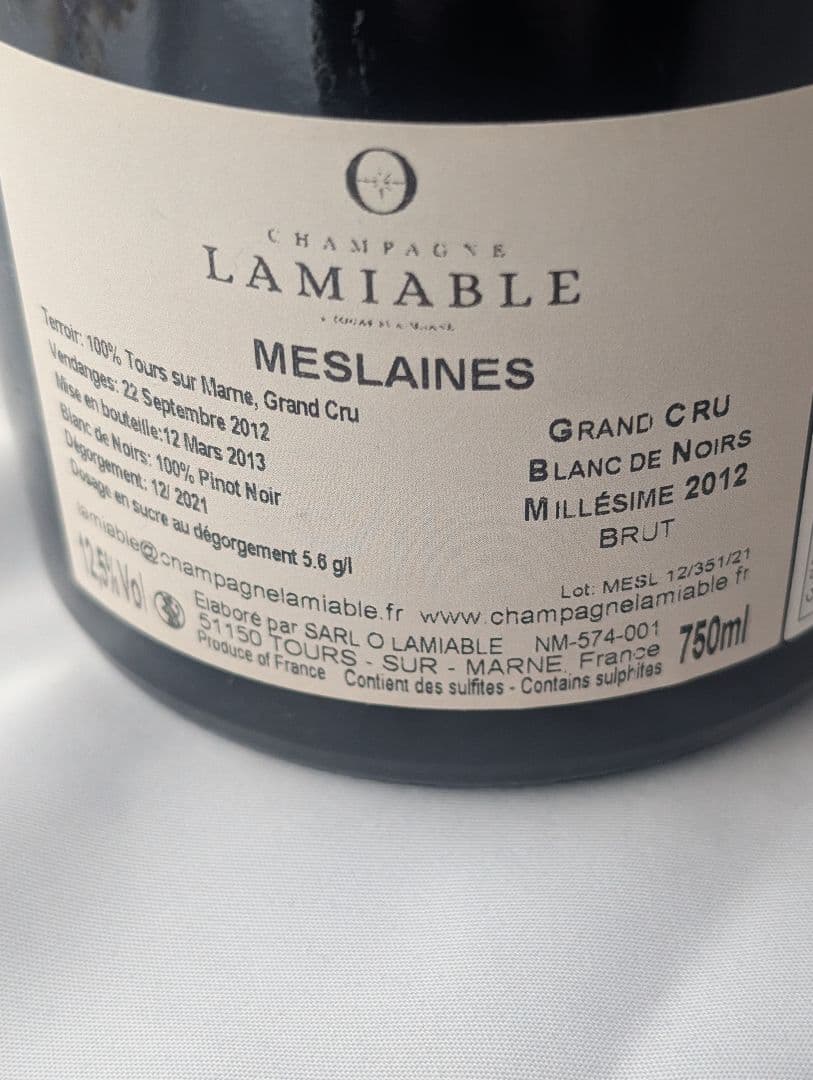 CHAMPAGNE
LAMIABLE
MESLAINES
Terroir: 100% Tours sur Marne, Grand Cru
Vendanges: 22 Septembre 2012
Mise en bouteille:12 Mars 2013
Blanc de Noirs: 100% Pinot Noir
Dégorgement: 12/ 2021
Dosage en sucre au dégorgement 5.6 g/l
GRAND CRU
BLANC DE NOIRS
MILLÉSIME 2012
BRUT
Lot: MESL 12/351/21
lamiable@champagnelamiable.fr www.champagnelamiable fr
12,5%Vol
Elaboré par SARL O LAMIABLE NM-574-001
51150 TOURS - SUR - MARNE. France
Produce of France Contient des sulfites - Contains sulphites
750ml